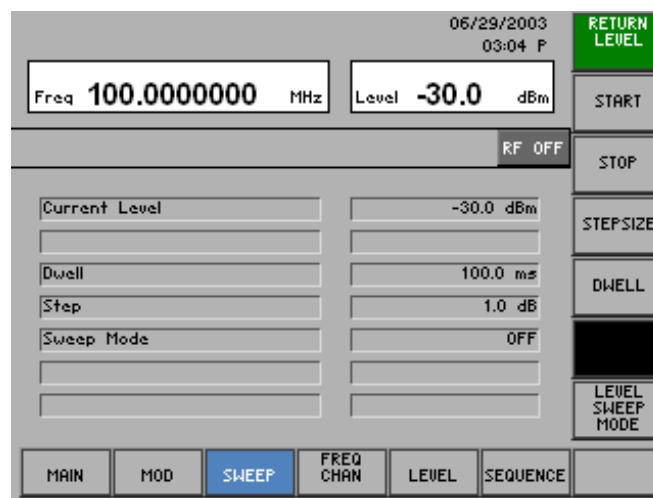 06/29/2003
03:04 P
Freq 100.0000000 MHz
Level -30.0 dBm
RF OFF
Current Level -30.0 dBm
Dwell 100.0 ms
Step 1.0 dB
Sweep Mode OFF
RETURN
LEVEL
START
STOP
STEPSIZE
DWELL
LEVEL
SWEEP
MODE
MAIN
MOD
SWEEP
FREQ
CHAN
LEVEL
SEQUENCE